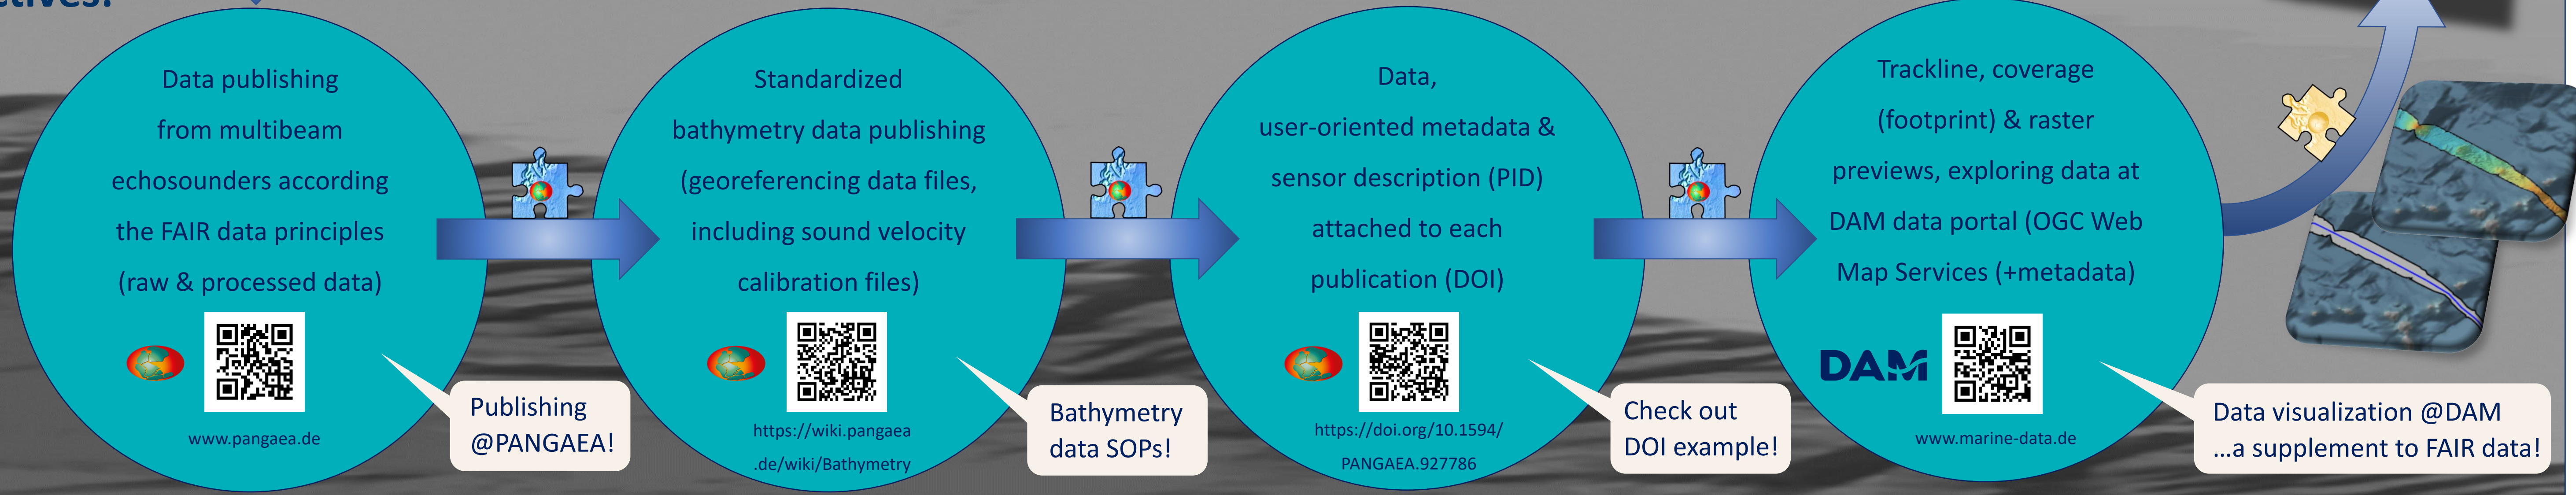 Data publishing
from multibeam
echosounders according
the FAIR data principles
(raw & processed data)
www.pangaea.de
Publishing
@PANGAEA!
Standardized
bathymetry data publishing
(georeferencing data files,
including sound velocity
calibration files)
https://wiki.pangaea
.de/wiki/Bathymetry
Bathymetry
data SOPs!
Data,
user-oriented metadata &
sensor description (PID)
attached to each
publication (DOI)
https://doi.org/10.1594/
PANGAEA.927786
Check out
DOI example!
Trackline, coverage
(footprint) & raster
previews, exploring data at
DAM data portal (OGC Web
Map Services (+metadata)
DAM
www.marine-data.de
Data visualization @DAM
...a supplement to FAIR data!